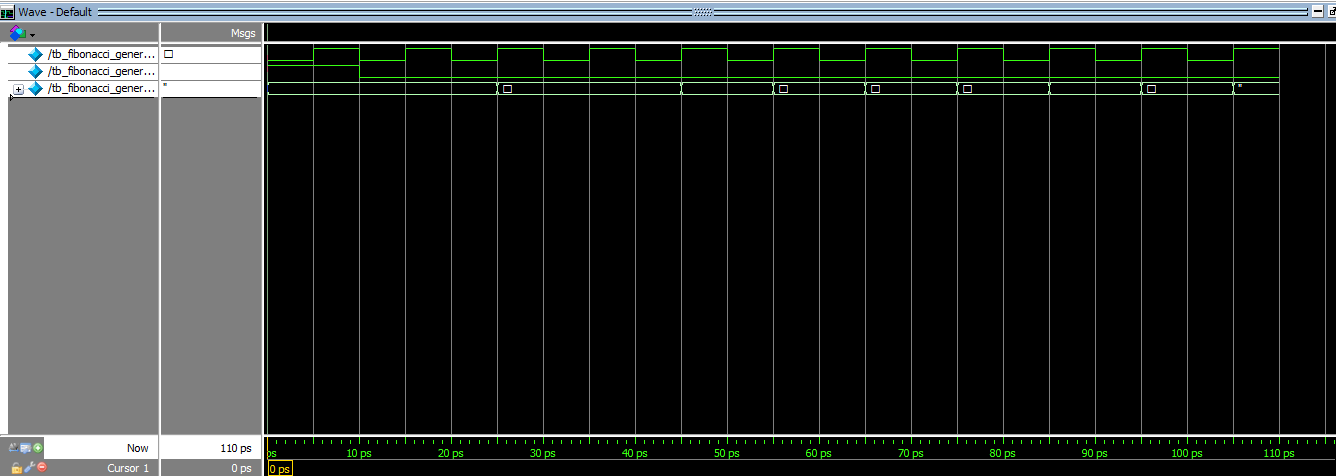 Wave - Default
Msgs
/tb_fibonacci_gener...
/tb_fibonacci_gener...
/tb_fibonacci_gener... "
Now 110 ps
ps 10 ps 20 ps 30 ps 40 ps 50 ps 60 ps 70 ps 80 ps 90 ps 100 ps 110 ps
Cursor 1 0 ps 0 ps